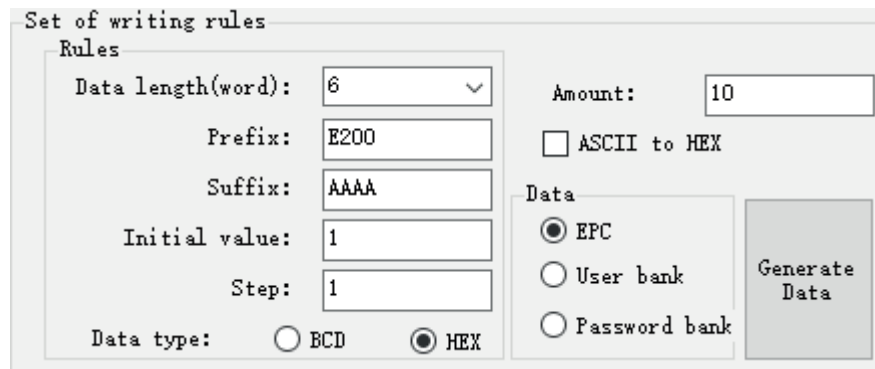 Set of writing rules
Rules
Data length(word): 6
Prefix: E200
Suffix: AAAA
Initial value: 1
Step: 1
Data type: BCD HEX
Amount: 10
ASCII to HEX
Data
EPC
User bank
Password bank
Generate
Data